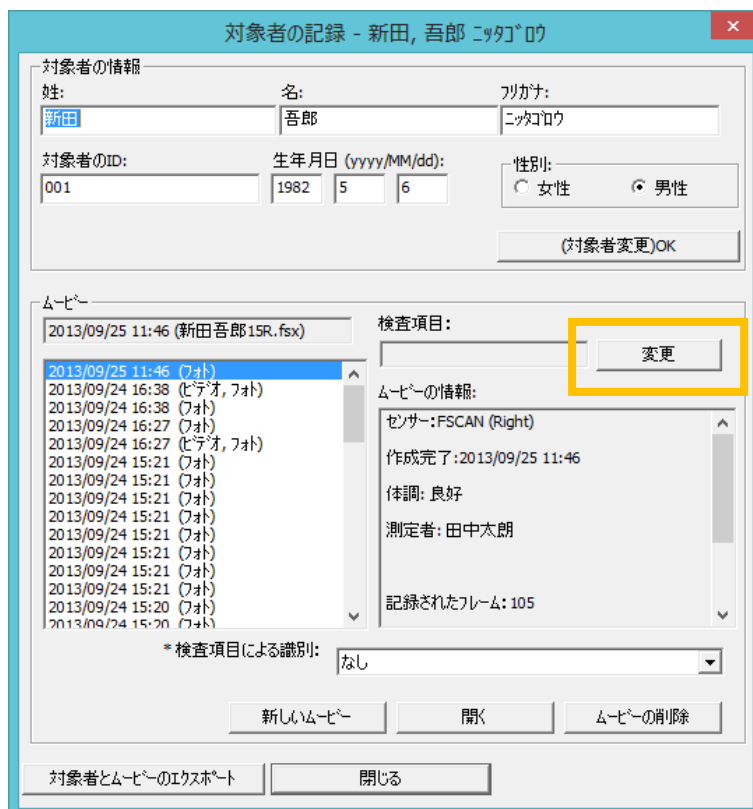 対象者の記録 - 新田, 吾郎 ﾆｯﾀｺﾞﾛｳ
対象者の情報
姓: 名: ﾌﾘｶﾞﾅ:
新田 吾郎 ﾆｯﾀｺﾞﾛｳ
対象者のID: 生年月日 (yyyy/MM/dd): 性別:
001 1982 5 6 女性 男性
(対象者変更)OK
ﾑｰﾋﾞｰ
2013/09/25 11:46 (新田吾郎15R.fsx) 検査項目:
変更
2013/09/25 11:46 (ﾌｫﾄ)
2013/09/24 16:38 (ﾋﾞﾃﾞｵ, ﾌｫﾄ)
2013/09/24 16:38 (ﾌｫﾄ)
2013/09/24 16:27 (ﾌｫﾄ)
2013/09/24 16:27 (ﾋﾞﾃﾞｵ, ﾌｫﾄ)
2013/09/24 15:21 (ﾌｫﾄ)
2013/09/24 15:21 (ﾌｫﾄ)
2013/09/24 15:21 (ﾌｫﾄ)
2013/09/24 15:21 (ﾌｫﾄ)
2013/09/24 15:21 (ﾌｫﾄ)
2013/09/24 15:21 (ﾌｫﾄ)
2013/09/24 15:21 (ﾌｫﾄ)
2013/09/24 15:21 (ﾌｫﾄ)
2013/09/24 15:20 (ﾌｫﾄ)
2013/09/24 15:20 (ﾌｫﾄ)
ﾑｰﾋﾞｰの情報:
ｾﾝｻｰ:FSCAN (Right)
作成完了:2013/09/25 11:46
体調: 良好
測定者: 田中太朗
記録されたﾌﾚｰﾑ: 105
* 検査項目による識別: なし
新しいﾑｰﾋﾞｰ 開く ﾑｰﾋﾞｰの削除
対象者とﾑｰﾋﾞｰのｴｸｽﾎﾟｰﾄ 閉じる